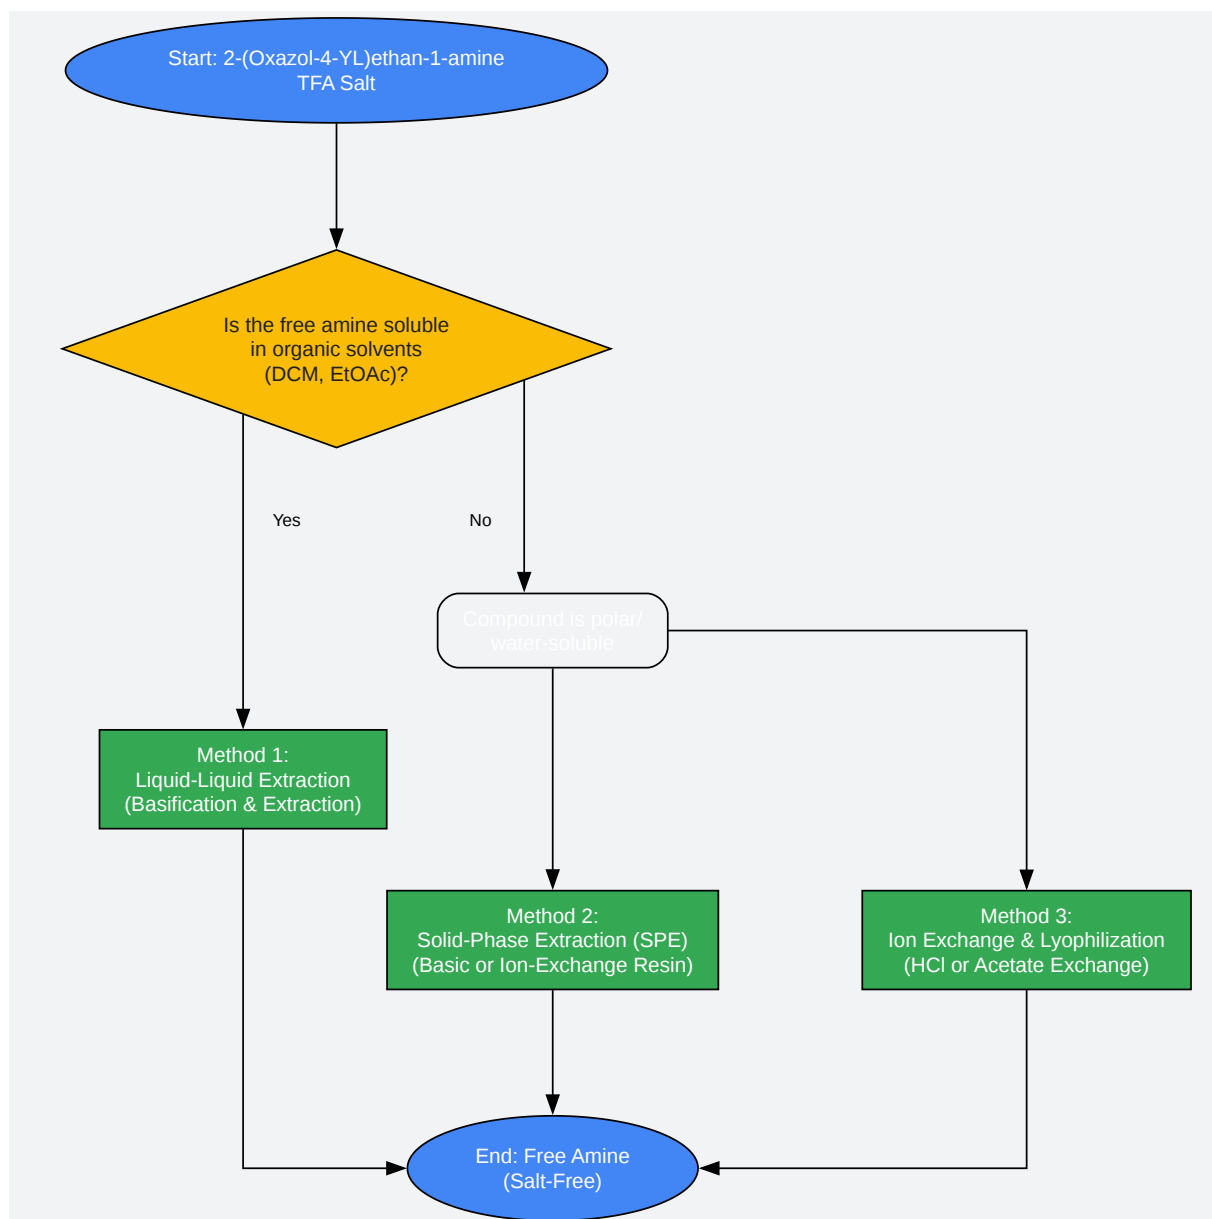 Start: 2-(Oxazol-4-YL)ethan-1-amine
TFA Salt
Is the free amine soluble
in organic solvents
(DCM, EtOAc)?
Yes
No
Compound is polar/
water-soluble
Method 1:
Liquid-Liquid Extraction
(Basification & Extraction)
Method 2:
Solid-Phase Extraction (SPE)
(Basic or Ion-Exchange Resin)
Method 3:
Ion Exchange & Lyophilization
(HCl or Acetate Exchange)
End: Free Amine
(Salt-Free)